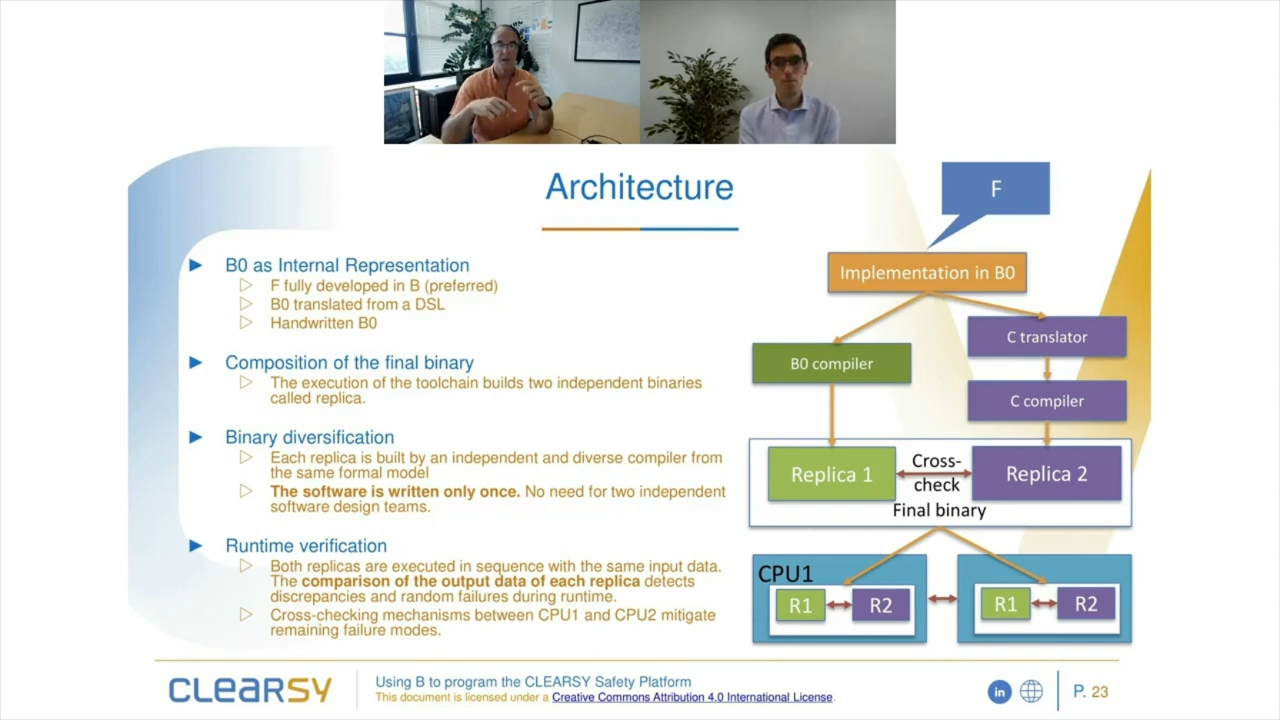 Architecture
B0 as Internal Representation
F fully developed in B (preferred)
B0 translated from a DSL
Handwritten B0
Composition of the final binary
The execution of the toolchain builds two independent binaries
called replica.
Binary diversification
Each replica is built by an independent and diverse compiler from
the same formal model
The software is written only once. No need for two independent
software design teams.
Runtime verification
Both replicas are executed in sequence with the same input data.
The comparison of the output data of each replica detects
discrepancies and random failures during runtime.
Cross-checking mechanisms between CPU1 and CPU2 mitigate
remaining failure modes.
F
Implementation in B0
B0 compiler
C translator
C compiler
Replica 1
Cross-
check
Replica 2
Final binary
CPU1
R1
R2
R1
R2
CLEARSY
Using B to program the CLEARSY Safety Platform
This document is licensed under a Creative Commons Attribution 4.0 International License.
in
P. 23